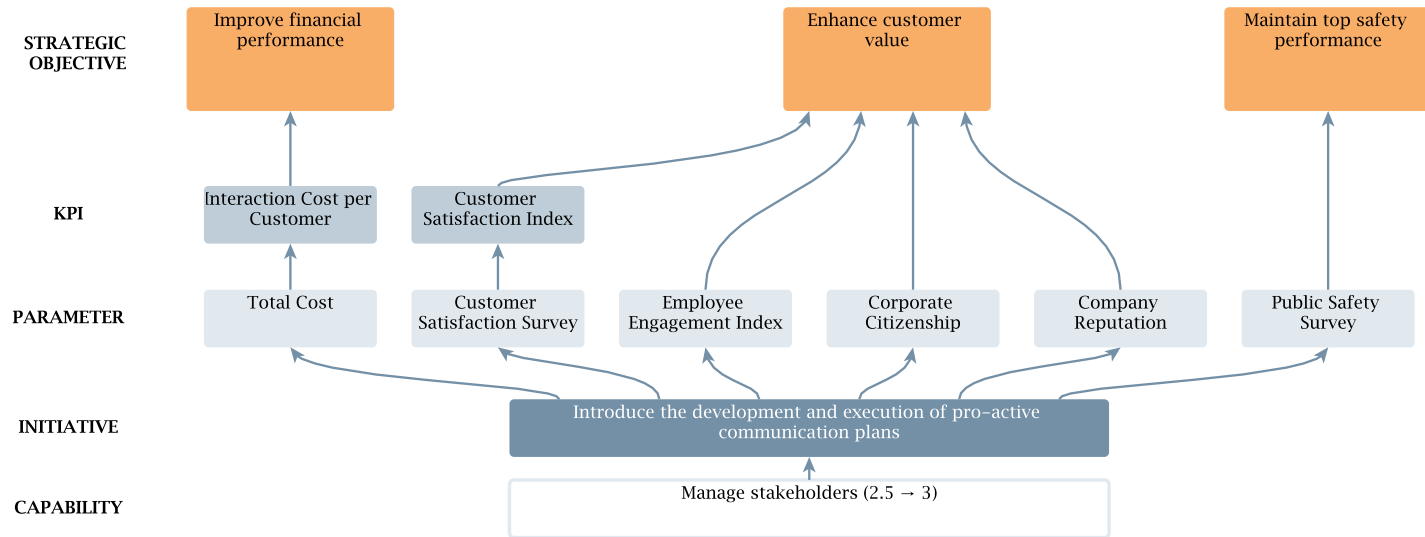 STRATEGIC
OBJECTIVE
Improve financial
performance
Enhance customer
value
Maintain top safety
performance
KPI
Interaction Cost per
Customer
Customer
Satisfaction Index
PARAMETER
Total Cost
Customer
Satisfaction Survey
Employee
Engagement Index
Corporate
Citizenship
Company
Reputation
Public Safety
Survey
INITIATIVE
Introduce the development and execution of pro-active
communication plans
CAPABILITY
Manage stakeholders (2.5 → 3)